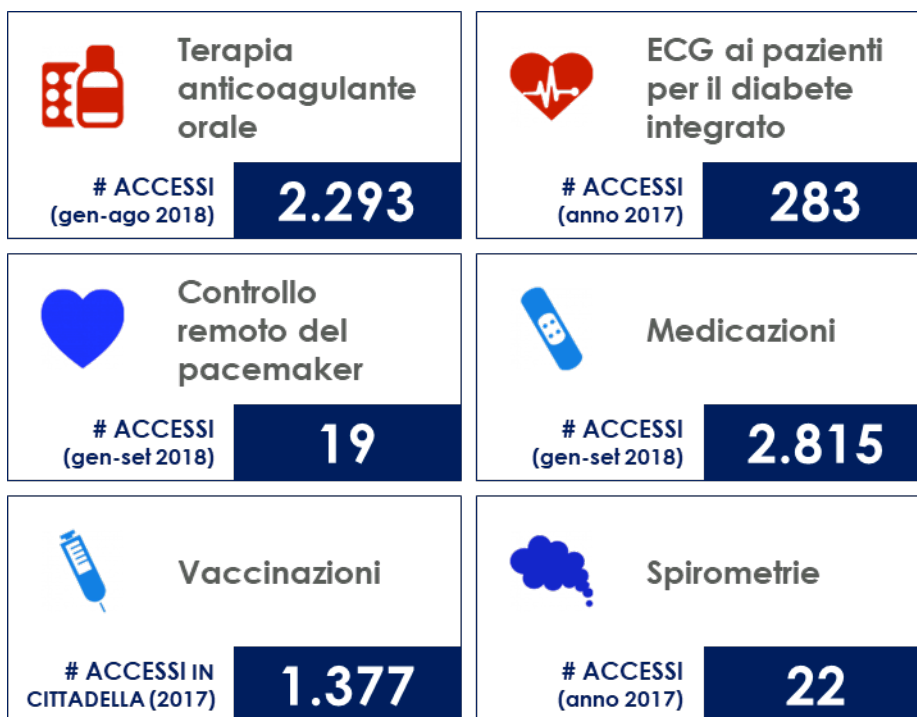 Terapia
anticoagulante
orale
# ACCESSI
(gen-ago 2018)
2.293
ECG ai pazienti
per il diabete
integrato
# ACCESSI
(anno 2017)
283
Controllo
remoto del
pacemaker
# ACCESSI
(gen-set 2018)
19
Medicazioni
# ACCESSI
(gen-set 2018)
2.815
Vaccinazioni
# ACCESSI IN
CITTADELLA (2017)
1.377
Spirometrie
# ACCESSI
(anno 2017)
22